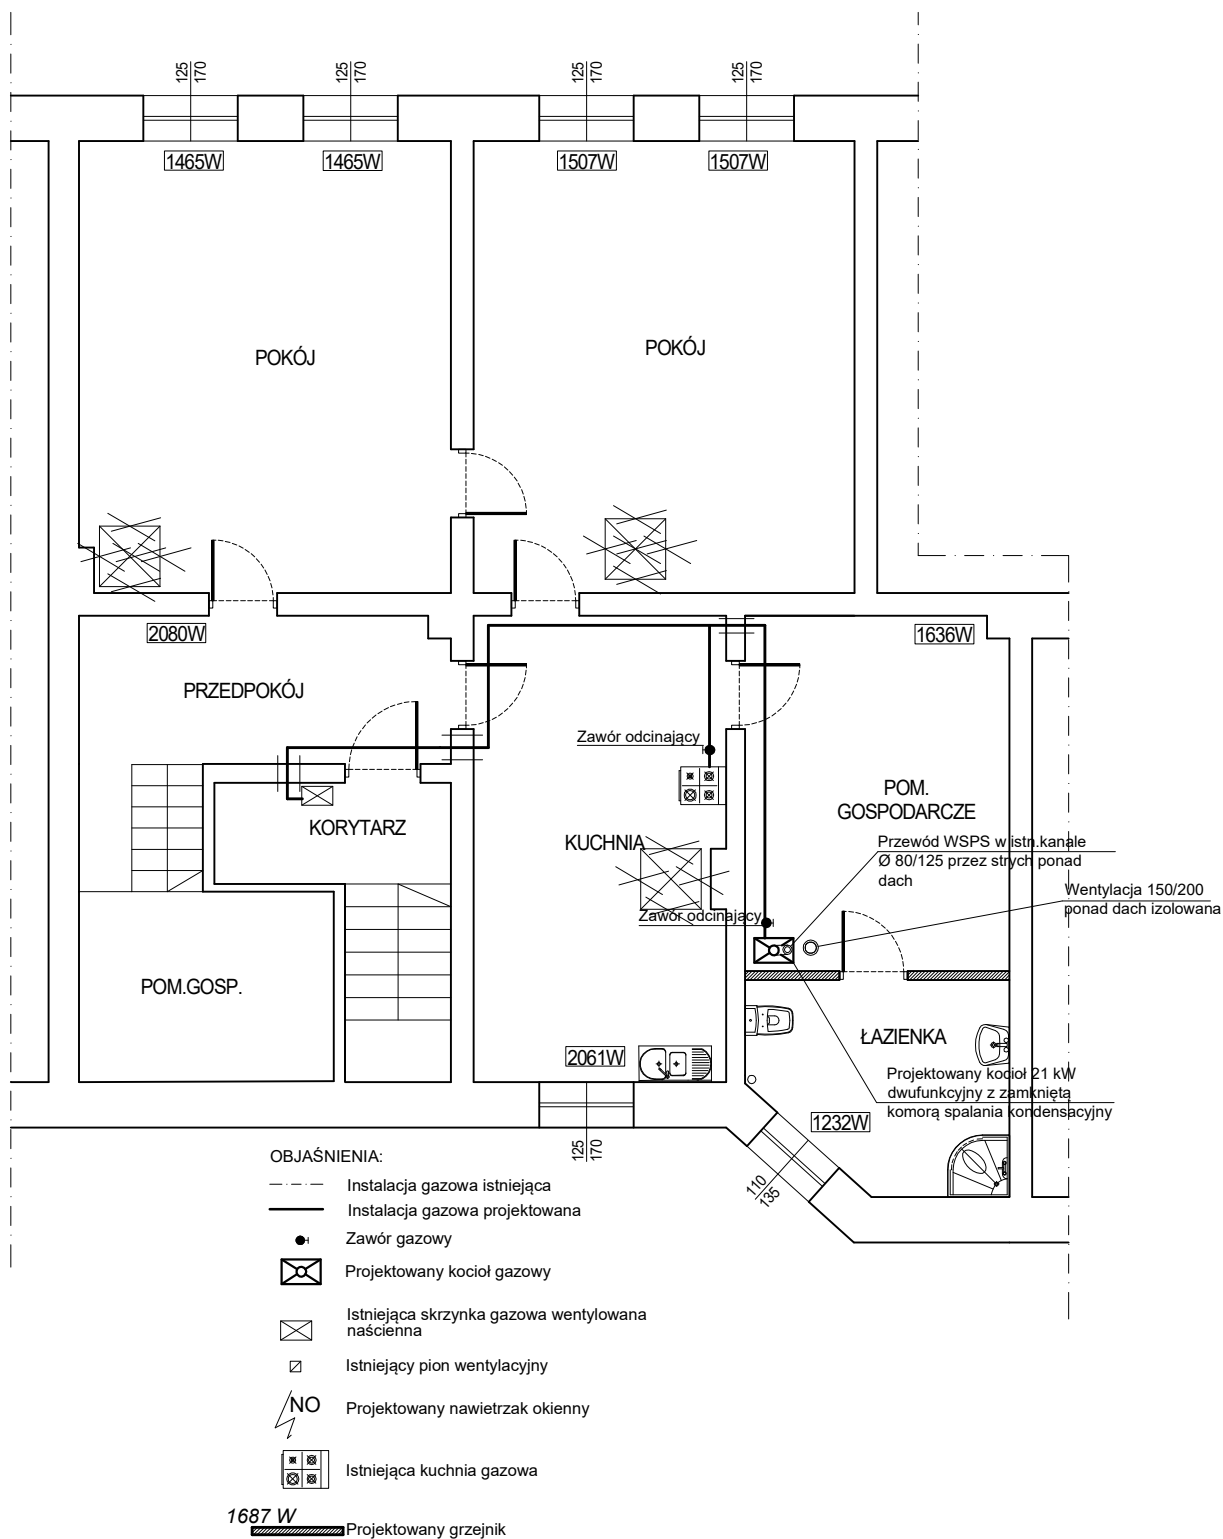 125
170
125
170
125
170
125
170
1465W
1465W
1507W
1507W
POKÓJ
POKÓJ
2080W
1636W
PRZEDPOKÓJ
Zawór odcinający
POM.
GOSPODARCZE
KORYTARZ
KUCHNIA
Przewód WSPS w istn.kanale
Ø 80/125 przez strych ponad
dach
Wentylacja 150/200
ponad dach izolowana
Zawór odcinający
POM.GOSP.
ŁAZIENKA
2061W
Projektowany kocioł 21 kW
dwufunkcyjny z zamkniętą
komorą spalania kondensacyjny
1232W
125
170
110
135
OBJAŚNIENIA:
Instalacja gazowa istniejąca
Instalacja gazowa projektowana
Zawór gazowy
Projektowany kocioł gazowy
Istniejąca skrzynka gazowa wentylowana
naścienna
Istniejący pion wentylacyjny
NO
Projektowany nawietrzak okienny
Istniejąca kuchnia gazowa
1687 W
Projektowany grzejnik